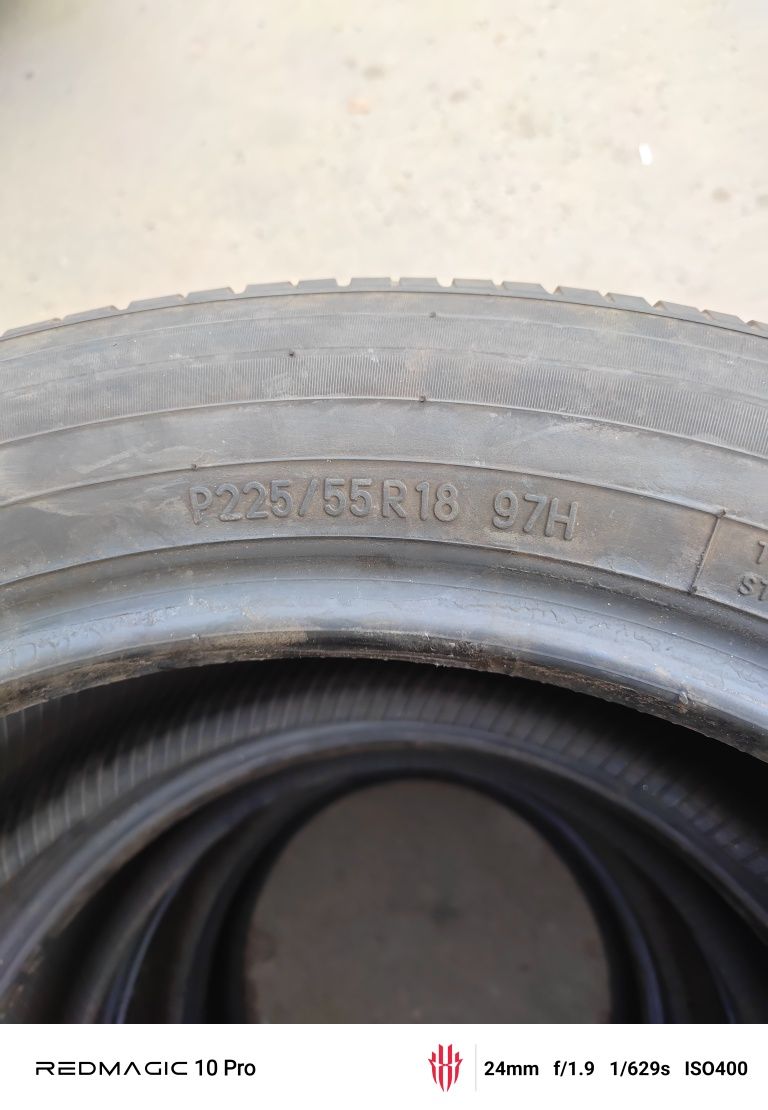 P225/55R18 97H
REDMAGIC 10 Pro
24mm f/1.9 1/629s ISO400